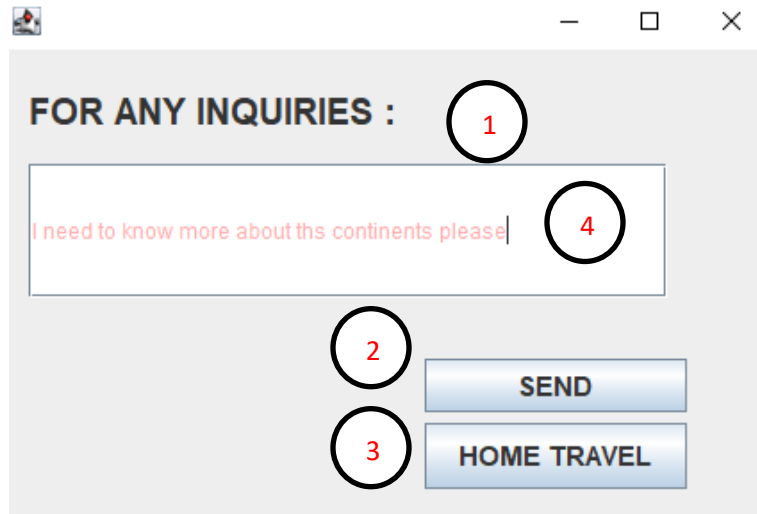 FOR ANY INQUIRIES :
1
I need to know more about ths continents please
4
2
SEND
3
HOME TRAVEL